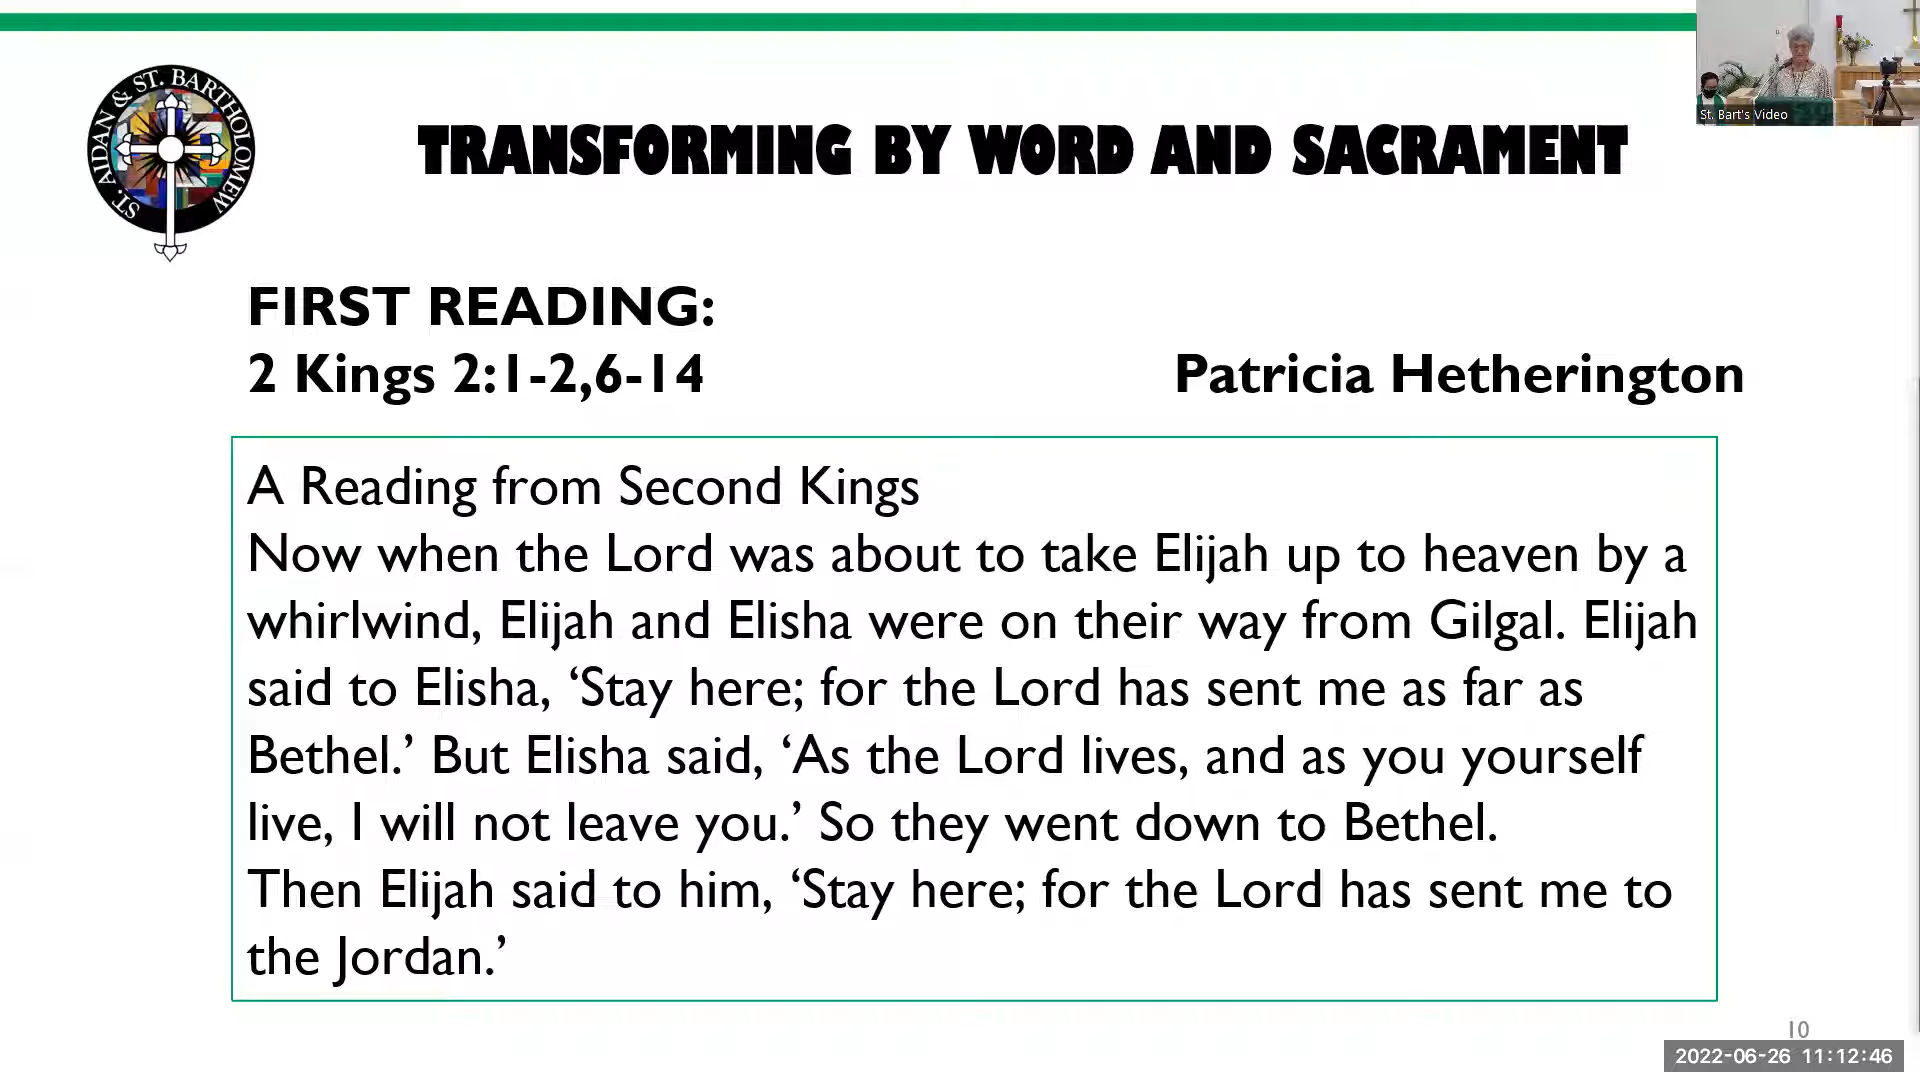 ST. AIDAN & ST. BARTHOLOMEW
St. Bart's Video
TRANSFORMING BY WORD AND SACRAMENT
FIRST READING:
2 Kings 2:1-2,6-14 Patricia Hetherington
A Reading from Second Kings
Now when the Lord was about to take Elijah up to heaven by a
whirlwind, Elijah and Elisha were on their way from Gilgal. Elijah
said to Elisha, ‘Stay here; for the Lord has sent me as far as
Bethel.’ But Elisha said, ‘As the Lord lives, and as you yourself
live, I will not leave you.’ So they went down to Bethel.
Then Elijah said to him, ‘Stay here; for the Lord has sent me to
the Jordan.’
10
2022-06-26 11:12:46